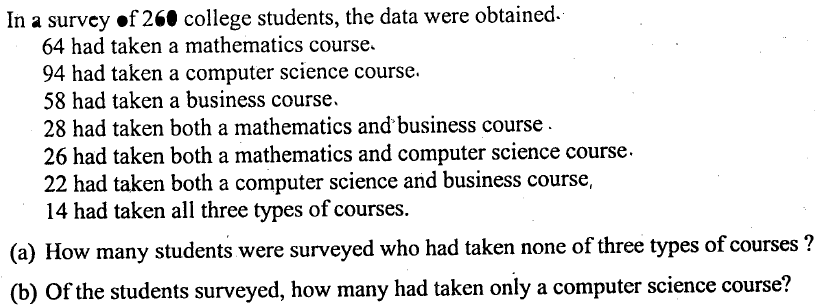 In a survey of 260 college students, the data were obtained.
64 had taken a mathematics course.
94 had taken a computer science course.
58 had taken a business course.
28 had taken both a mathematics and business course.
26 had taken both a mathematics and computer science course.
22 had taken both a computer science and business course,
14 had taken all three types of courses.
(a) How many students were surveyed who had taken none of three types of courses ?
(b) Of the students surveyed, how many had taken only a computer science course?